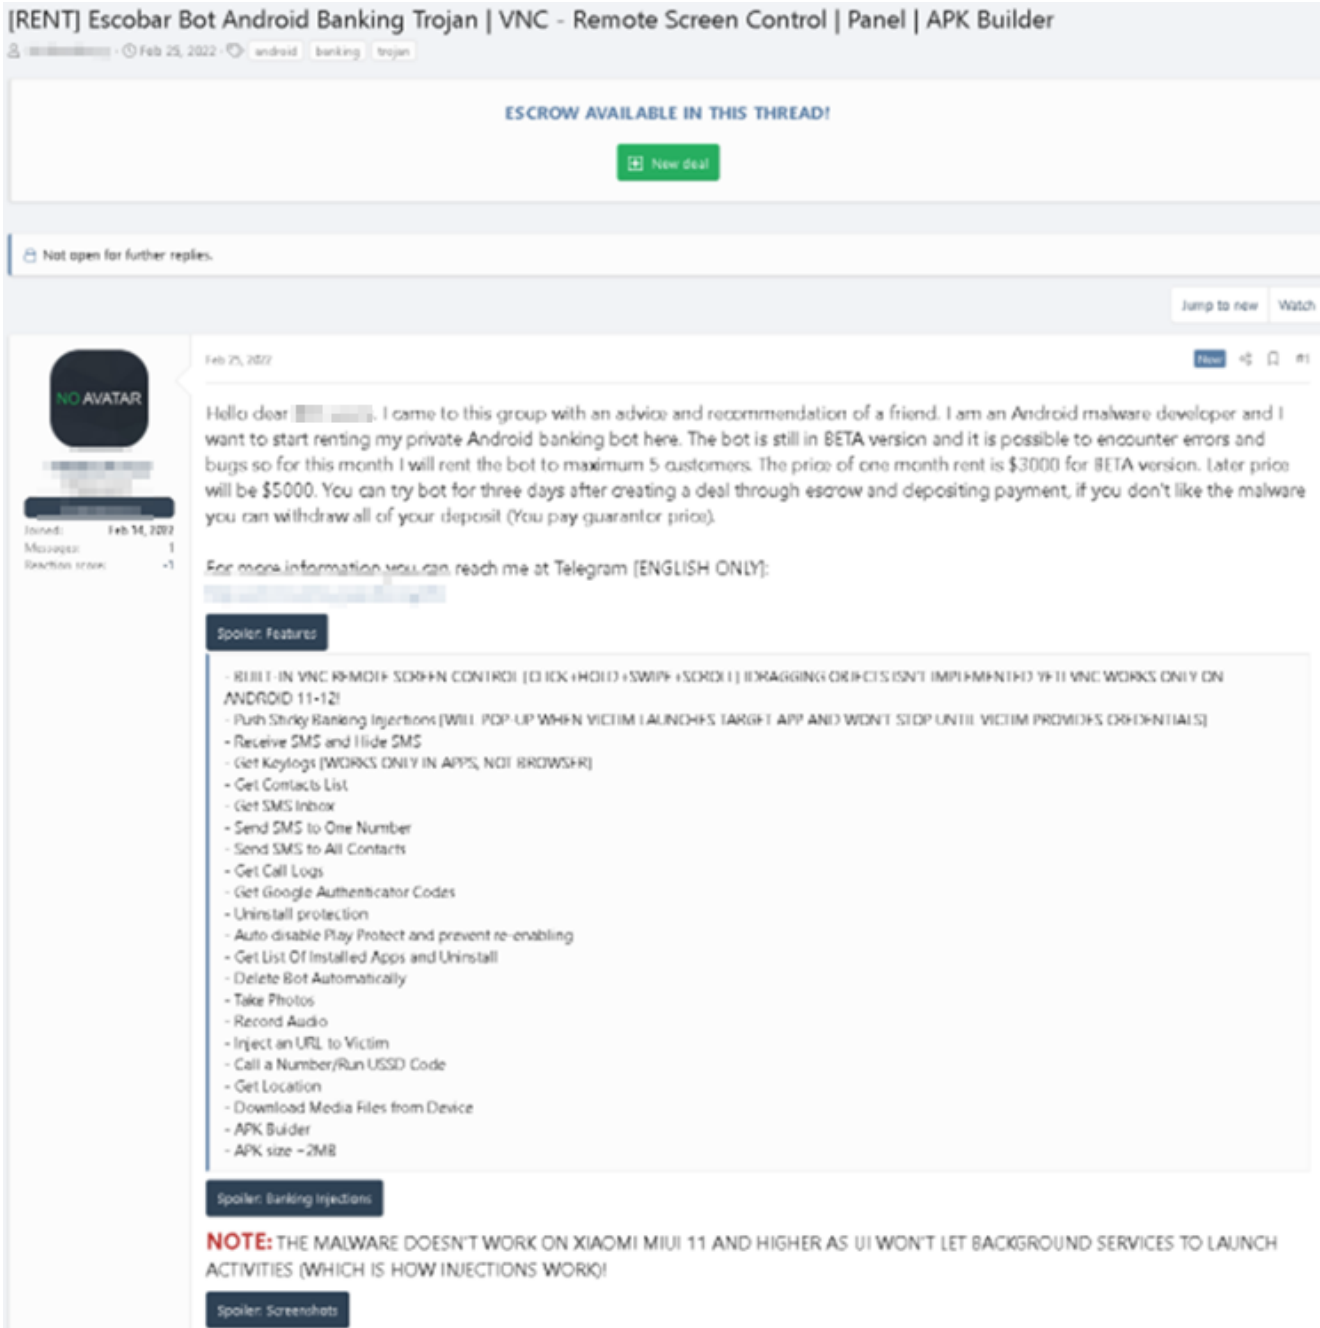 [RENT] Escobar Bot Android Banking Trojan | VNC - Remote Screen Control | Panel | APK Builder
Feb 25, 2022 android banking trojan
ESCROW AVAILABLE IN THIS THREAD!
New deal
Not open for further replies.
Jump to new Watch
Feb 25, 2022 New #1
NO AVATAR
Hello dear . I came to this group with an advice and recommendation of a friend. I am an Android malware developer and I
want to start renting my private Android banking bot here. The bot is still in BETA version and it is possible to encounter errors and
bugs so for this month I will rent the bot to maximum 5 customers. The price of one month rent is $3000 for BETA version. Later price
will be $5000. You can try bot for three days after creating a deal through escrow and depositing payment, if you don't like the malware
you can withdraw all of your deposit (You pay guarantor price).
Joined: Feb 14, 2022
Messages: 1
Reaction score: -1
For more information you can reach me at Telegram [ENGLISH ONLY]:
Spoiler: Features
- BUILT-IN VNC REMOTE SCREEN CONTROL [CLICK+HOLD+SWIPE+SCROLL] [DRAGGING OBJECTS ISN'T IMPLEMENTED YET] VNC WORKS ONLY ON
ANDROID 11-12!
- Push Sticky Banking Injections [WILL POP-UP WHEN VICTIM LAUNCHES TARGET APP AND WON'T STOP UNTIL VICTIM PROVIDES CREDENTIALS]
- Receive SMS and Hide SMS
- Get Keylogs [WORKS ONLY IN APPS, NOT BROWSER]
- Get Contacts List
- Get SMS Inbox
- Send SMS to One Number
- Send SMS to All Contacts
- Get Call Logs
- Get Google Authenticator Codes
- Uninstall protection
- Auto disable Play Protect and prevent re-enabling
- Get List Of Installed Apps and Uninstall
- Delete Bot Automatically
- Take Photos
- Record Audio
- Inject an URL to Victim
- Call a Number/Run USSD Code
- Get Location
- Download Media Files from Device
- APK Buider
- APK size ~2MB
Spoiler: Banking Injections
NOTE: THE MALWARE DOESN'T WORK ON XIAOMI MIUI 11 AND HIGHER AS UI WON'T LET BACKGROUND SERVICES TO LAUNCH
ACTIVITIES (WHICH IS HOW INJECTIONS WORK)!
Spoiler: Screenshots